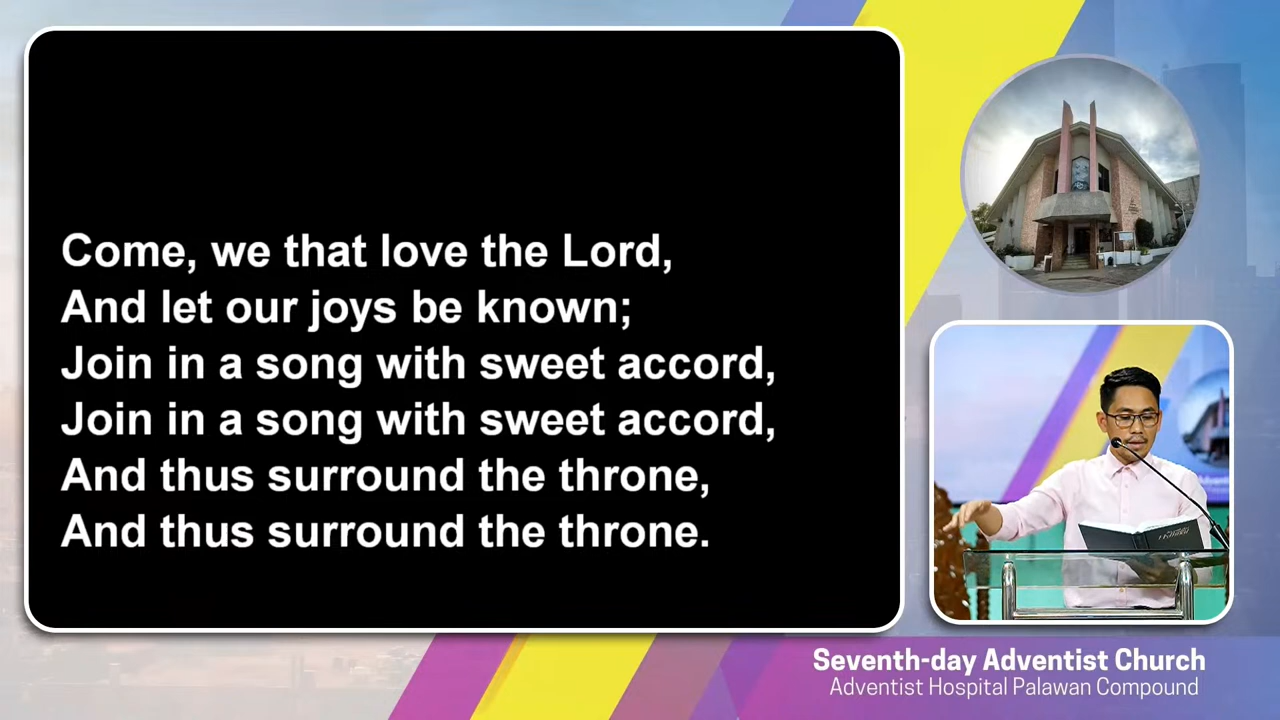 Come, we that love the Lord,
And let our joys be known;
Join in a song with sweet accord,
Join in a song with sweet accord,
And thus surround the throne,
And thus surround the throne.
Seventh-day Adventist Church
Adventist Hospital Palawan Compound